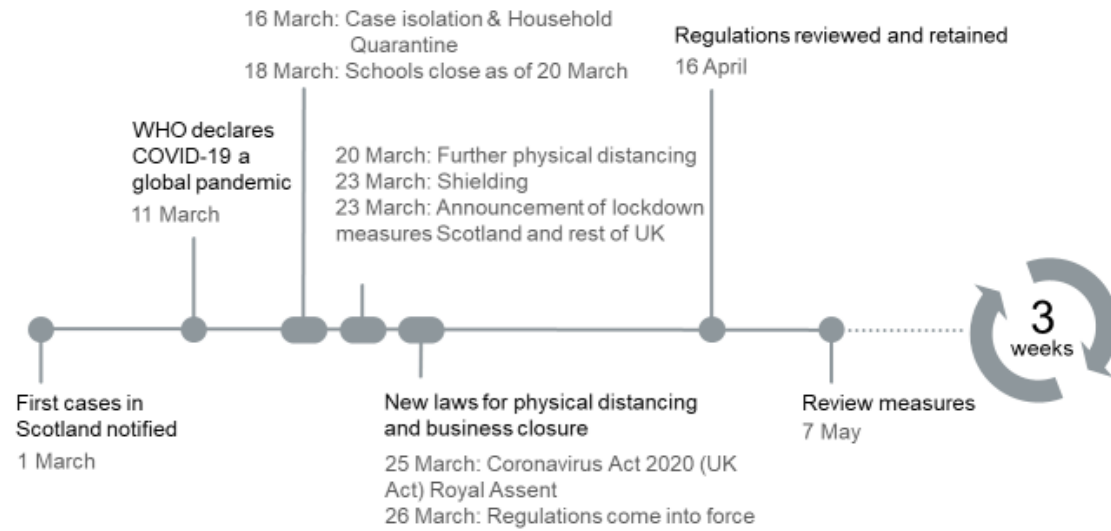 16 March: Case isolation & Household
Quarantine
18 March: Schools close as of 20 March
Regulations reviewed and retained
16 April
WHO declares
COVID-19 a
global pandemic
11 March
20 March: Further physical distancing
23 March: Shielding
23 March: Announcement of lockdown
measures Scotland and rest of UK
3
weeks
First cases in
Scotland notified
1 March
New laws for physical distancing
and business closure
25 March: Coronavirus Act 2020 (UK
Act) Royal Assent
26 March: Regulations come into force
Review measures
7 May